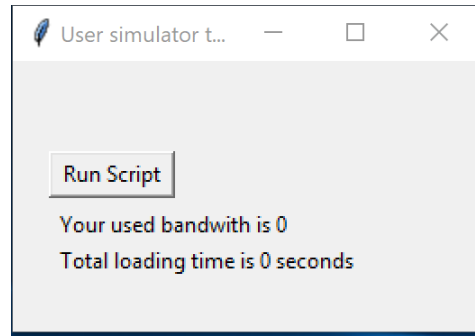 User simulator t...
Run Script
Your used bandwith is 0
Total loading time is 0 seconds